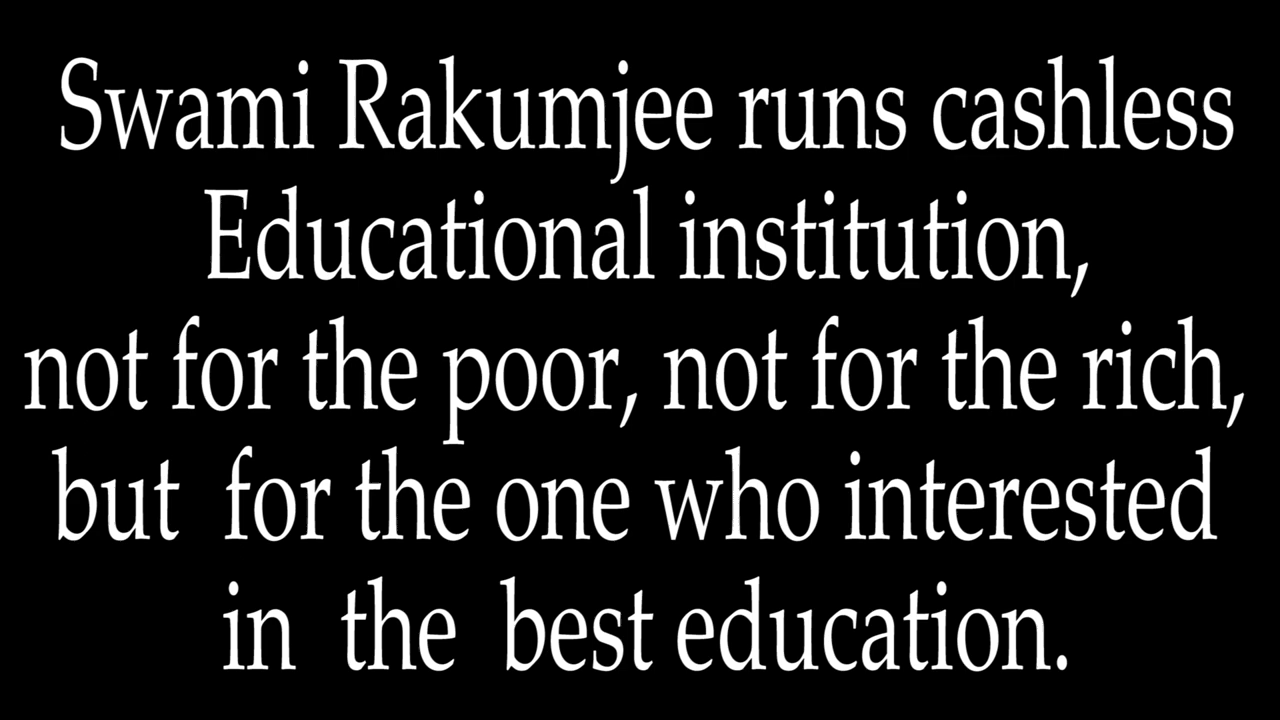 Swami Rakumjee runs cashless
Educational institution,
not for the poor, not for the rich,
but for the one who interested
in the best education.